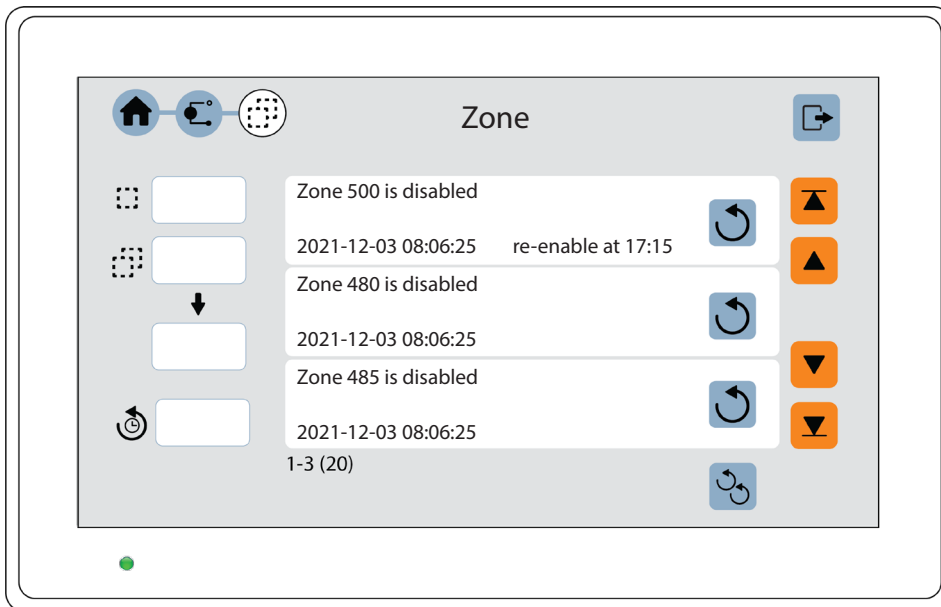 Zone
Zone 500 is disabled
2021-12-03 08:06:25 re-enable at 17:15
Zone 480 is disabled
2021-12-03 08:06:25
Zone 485 is disabled
2021-12-03 08:06:25
1-3 (20)